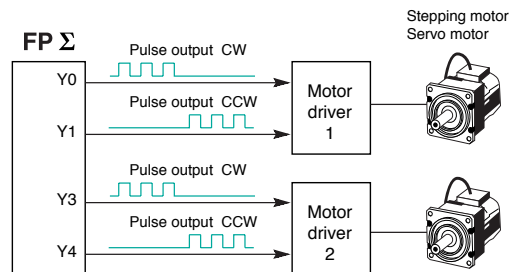 Stepping motor
Servo motor
FP Σ
Pulse output CW
Y0
Pulse output CCW
Y1
Motor
driver
1
Pulse output CW
Y3
Pulse output CCW
Y4
Motor
driver
2